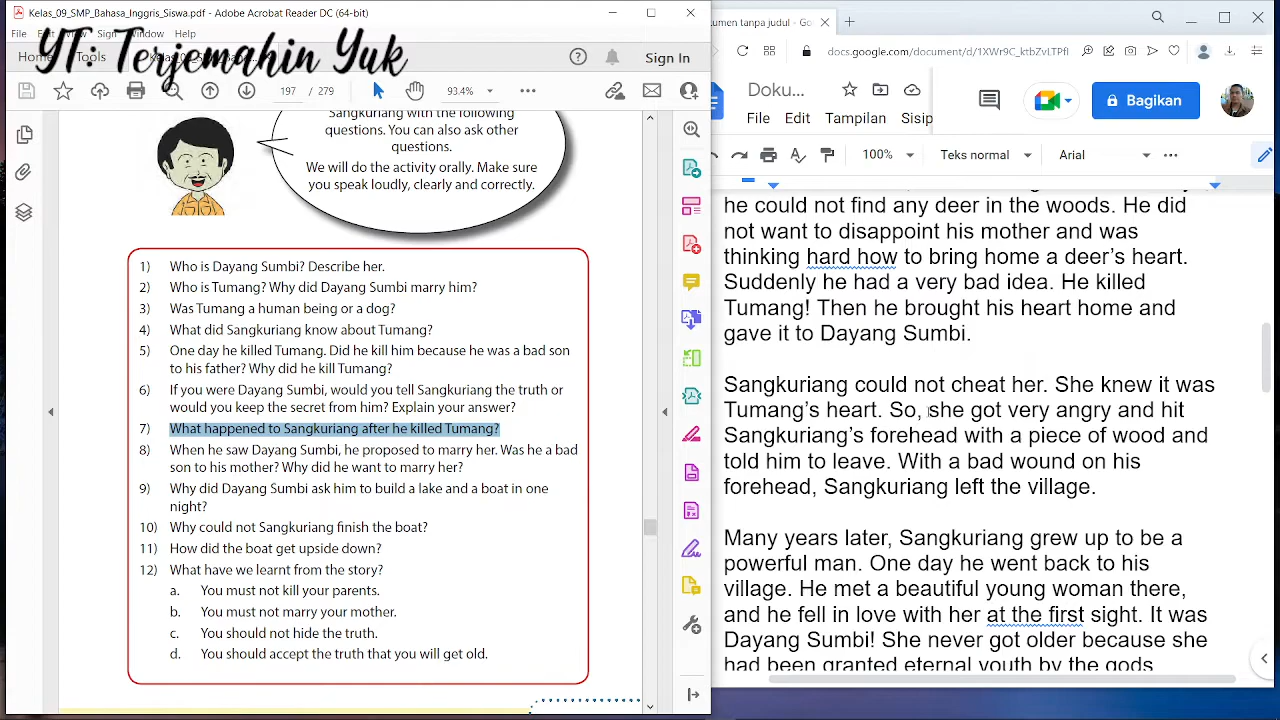 Kelas_09_SMP_Bahasa_Inggris_Siswa.pdf - Adobe Acrobat Reader DC (64-bit)
YT: Terjemahin Yuk
File
Window
Help
Home
Tools
Sign In
197 / 279
93.4%
Sangkuriang with the following
questions. You can also ask other
questions.
We will do the activity orally. Make sure
you speak loudly, clearly and correctly.
1) Who is Dayang Sumbi? Describe her.
2) Who is Tumang? Why did Dayang Sumbi marry him?
3) Was Tumang a human being or a dog?
4) What did Sangkuriang know about Tumang?
5) One day he killed Tumang. Did he kill him because he was a bad son
to his father? Why did he kill Tumang?
6) If you were Dayang Sumbi, would you tell Sangkuriang the truth or
would you keep the secret from him? Explain your answer?
7) What happened to Sangkuriang after he killed Tumang?
8) When he saw Dayang Sumbi, he proposed to marry her. Was he a bad
son to his mother? Why did he want to marry her?
9) Why did Dayang Sumbi ask him to build a lake and a boat in one
night?
10) Why could not Sangkuriang finish the boat?
11) How did the boat get upside down?
12) What have we learnt from the story?
a. You must not kill your parents.
b. You must not marry your mother.
c. You should not hide the truth.
d. You should accept the truth that you will get old.
umen tanpa judul - Go
docs.google.com/document/d/1XWr9C_ktbZvLTPfl
Doku
File Edit Tampilan Sisip
Bagikan
100%
Teks normal
Arial
he could not find any deer in the woods. He did
not want to disappoint his mother and was
thinking hard how to bring home a deer's heart.
Suddenly he had a very bad idea. He killed
Tumang! Then he brought his heart home and
gave it to Dayang Sumbi.
Sangkuriang could not cheat her. She knew it was
Tumang's heart. So, she got very angry and hit
Sangkuriang's forehead with a piece of wood and
told him to leave. With a bad wound on his
forehead, Sangkuriang left the village.
Many years later, Sangkuriang grew up to be a
powerful man. One day he went back to his
village. He met a beautiful young woman there,
and he fell in love with her at the first sight. It was
Dayang Sumbi! She never got older because she
had been granted eternal youth by the gods